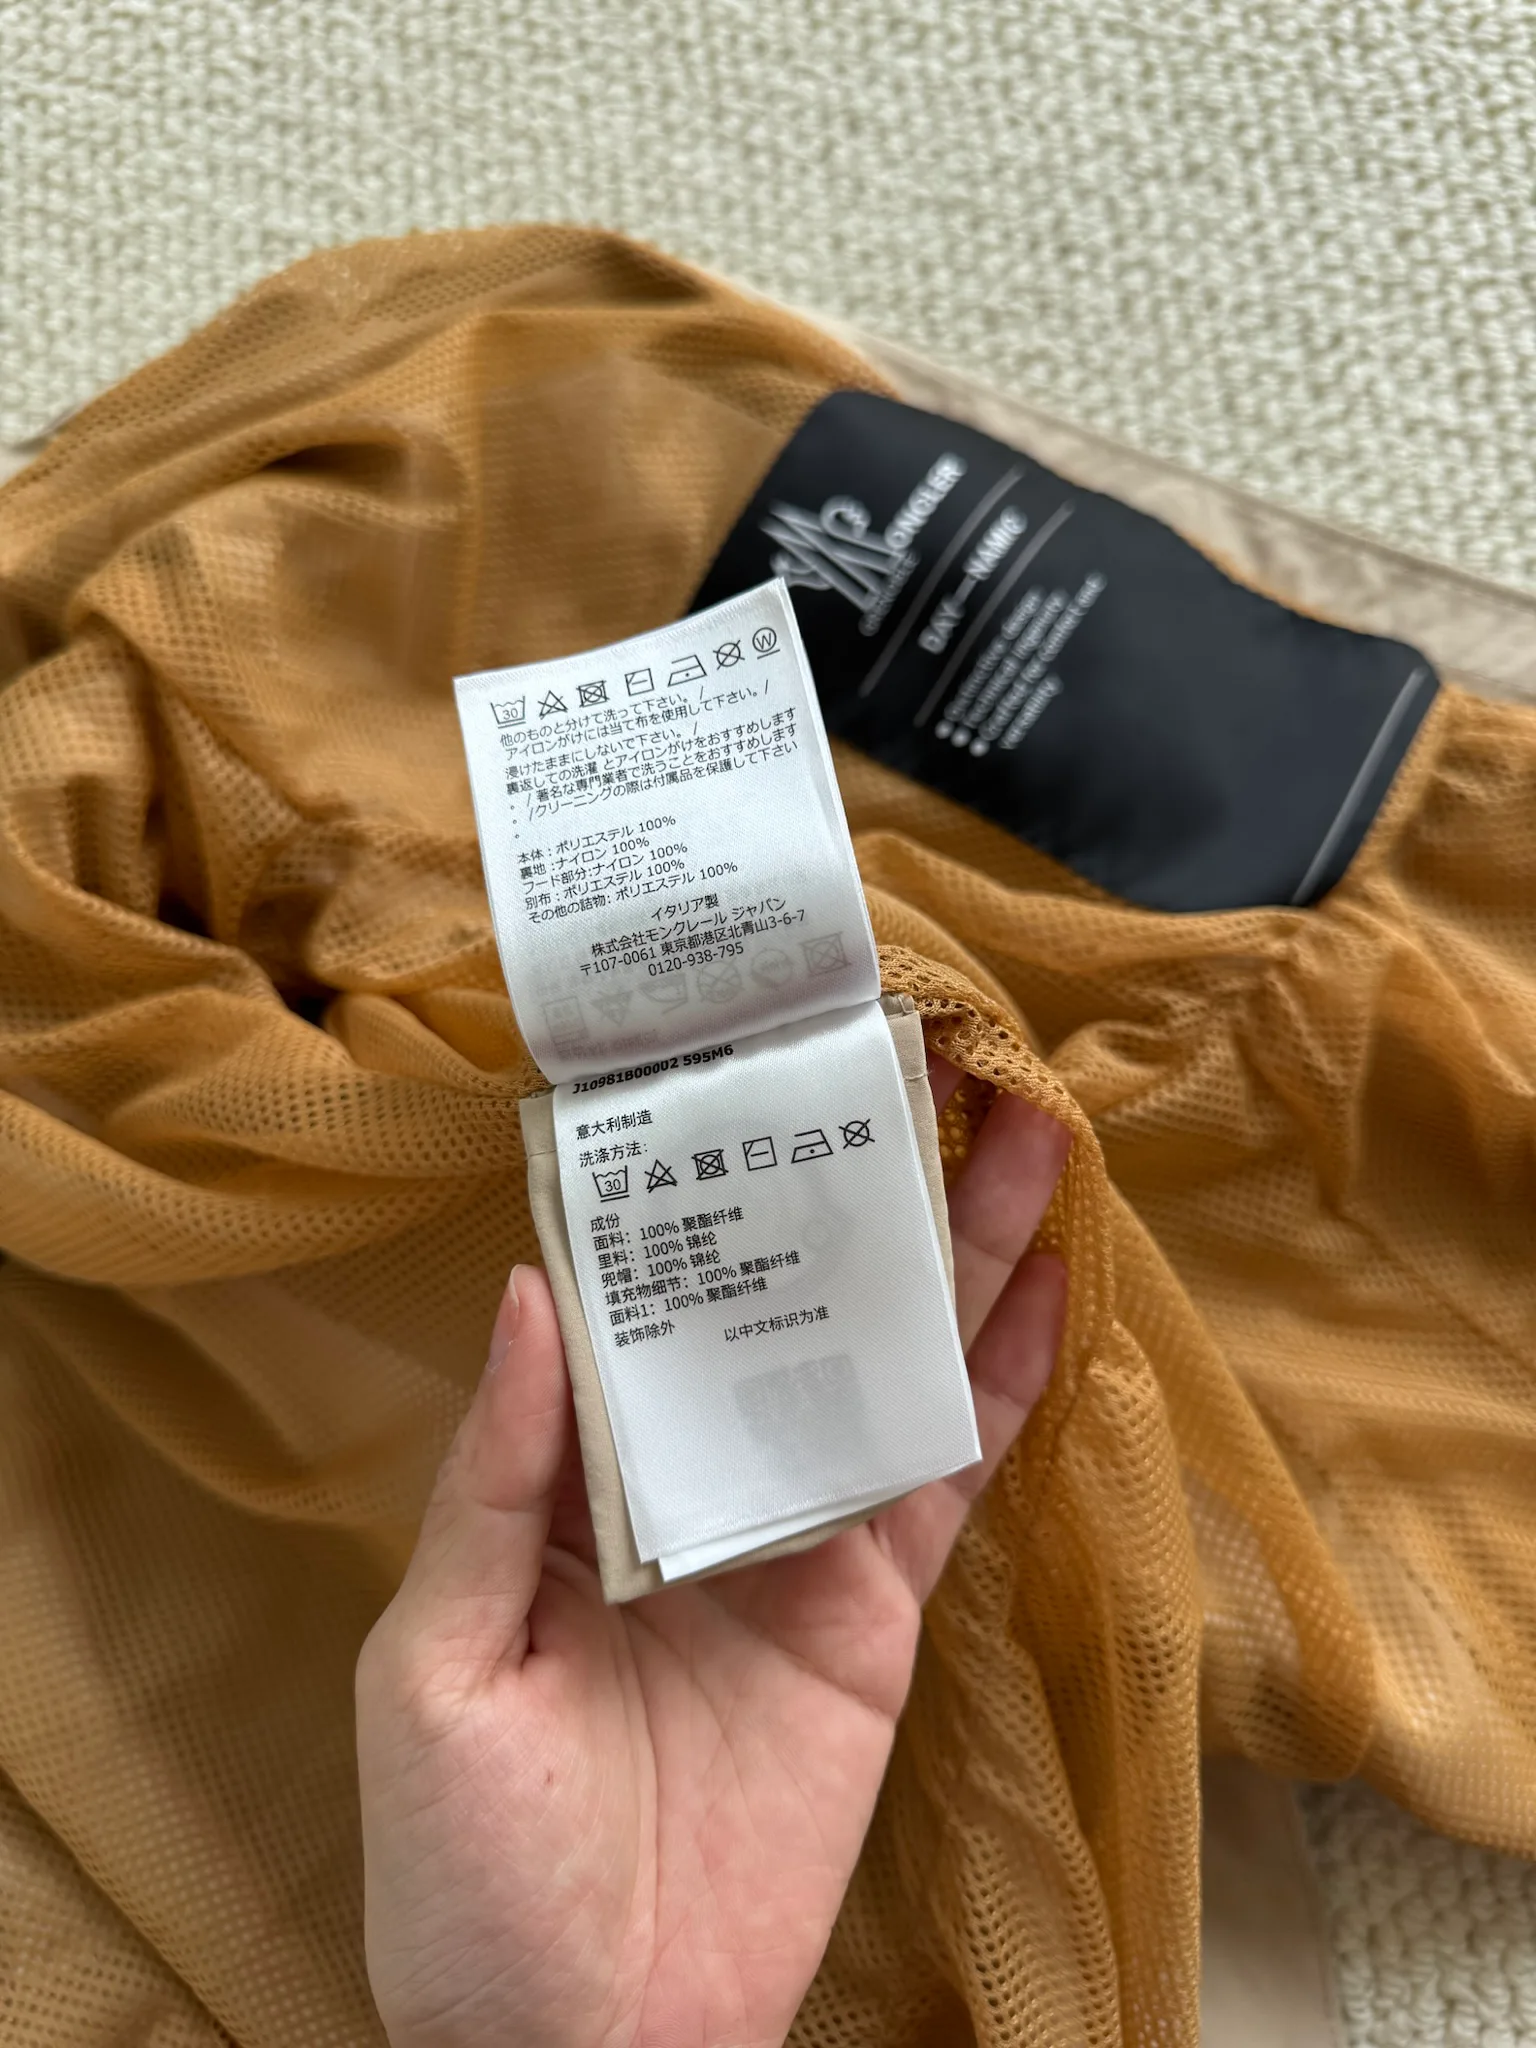 MONCLER
GRENOBLE
DAY—NAMIC
30
W
他のものと分けて洗って下さい。 /
アイロンがけには当て布を使用して下さい。 /
浸けたままにしないで下さい。 /
裏返しての洗濯 とアイロンがけをおすすめします
。 / 著名な専門業者で洗うことをおすすめします
。 /クリーニングの際は付属品を保護して下さい
。
本体 : ポリエステル 100%
裏地 :ナイロン 100%
フード部分:ナイロン 100%
別布 : ポリエステル 100%
その他の詰物: ポリエステル 100%
イタリア製
株式会社モンクレール ジャパン
〒107-0061 東京都港区北青山3-6-7
0120-938-795
J10981B00002 595M6
意大利制造
洗涤方法:
30
成份
面料: 100% 聚酯纤维
里料: 100% 锦纶
兜帽: 100% 锦纶
填充物细节: 100% 聚酯纤维
面料1: 100% 聚酯纤维
装饰除外 以中文标识为准